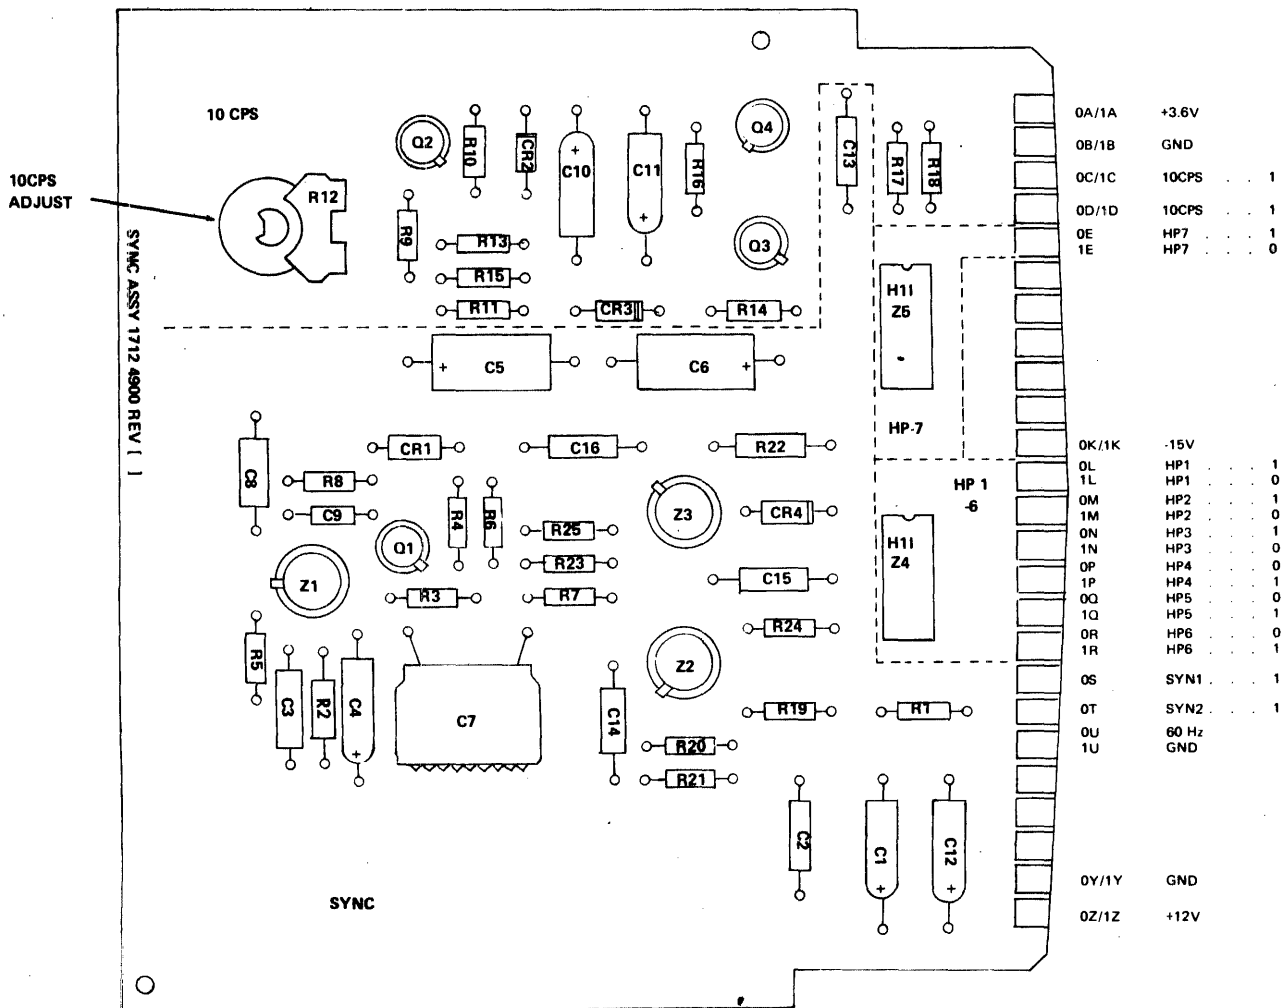 10 CPS
10CPS
ADJUST
R12
Q2
R10
CR2
C10
+
C11
+
R16
Q4
C13
R17
R18
R9
R13
R15
R11
CR3
Q3
R14
H1I
Z5
HP-7
C5
+
C6
+
SYNC ASSY 1712 4900 REV [ ]
C8
CR1
C16
R22
R8
C9
R4
R6
R25
Z3
CR4
HP 1
-6
H1I
Z4
Q1
Z1
R23
R3
R7
C15
R24
R5
C3
R2
C4
+
C7
Z2
C14
R19
R1
R20
R21
C2
C1
+
C12
+
SYNC
0A/1A +3.6V
0B/1B GND
0C/1C 10CPS . . 1
0D/1D 10CPS . . 1
0E HP7 . . 1
1E HP7 . . 0
0K/1K -15V
0L HP1 . . . 1
1L HP1 . . . 0
0M HP2 . . . 1
1M HP2 . . . 0
0N HP3 . . . 1
1N HP3 . . . 0
0P HP4 . . . 0
1P HP4 . . . 1
0Q HP5 . . . 0
1Q HP5 . . . 1
0R HP6 . . . 0
1R HP6 . . . 1
0S SYN1 . . . 1
0T SYN2 . . . 1
0U 60 Hz
1U GND
0Y/1Y GND
0Z/1Z +12V